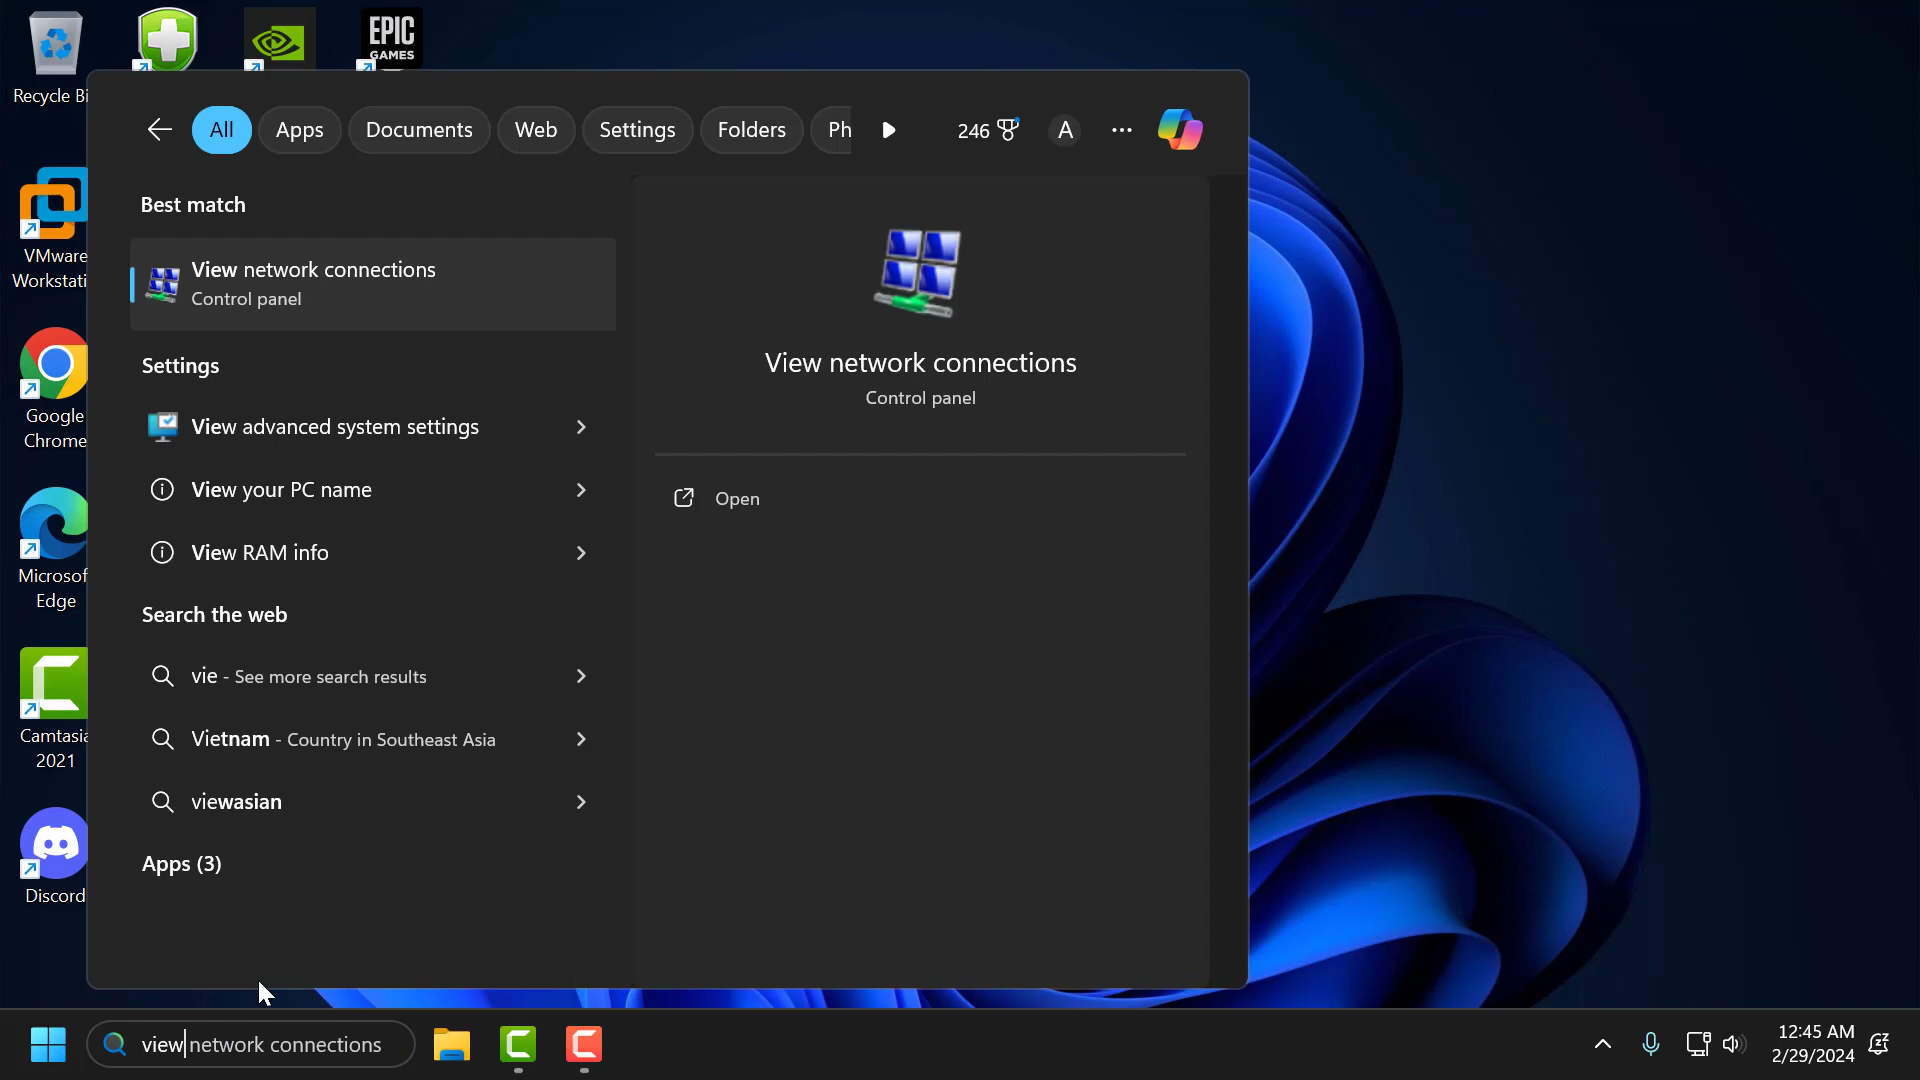 EPIC
GAMES
Recycle Bi
All
Apps
Documents
Web
Settings
Folders
Ph
246
A
Best match
View network connections
Control panel
View network connections
Control panel
Open
Settings
View advanced system settings
View your PC name
View RAM info
Search the web
vie - See more search results
Vietnam - Country in Southeast Asia
viewasian
Apps (3)
VMware
Workstati
Google
Chrome
Microsof
Edge
Camtasia
2021
Discord
view network connections
12:45 AM
2/29/2024